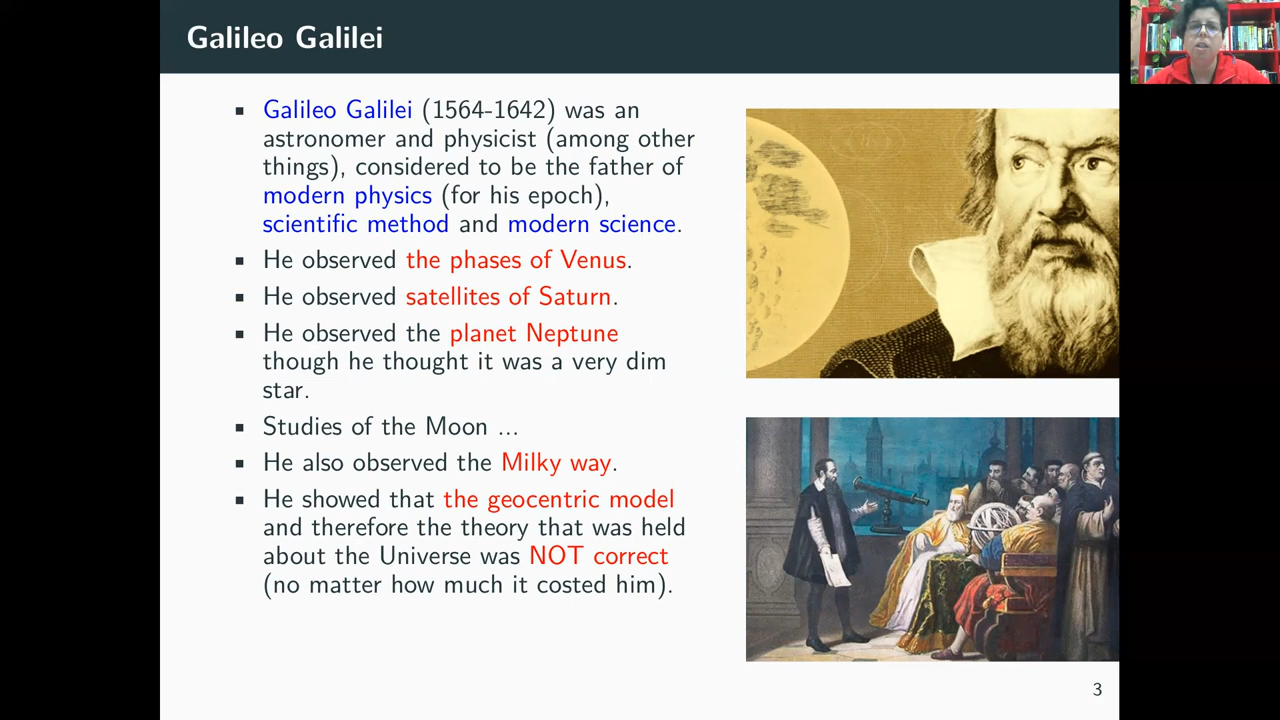 Galileo Galilei
▪ Galileo Galilei (1564-1642) was an
astronomer and physicist (among other
things), considered to be the father of
modern physics (for his epoch),
scientific method and modern science.
▪ He observed the phases of Venus.
▪ He observed satellites of Saturn.
▪ He observed the planet Neptune
though he thought it was a very dim
star.
▪ Studies of the Moon ...
▪ He also observed the Milky way.
▪ He showed that the geocentric model
and therefore the theory that was held
about the Universe was NOT correct
(no matter how much it costed him).
3